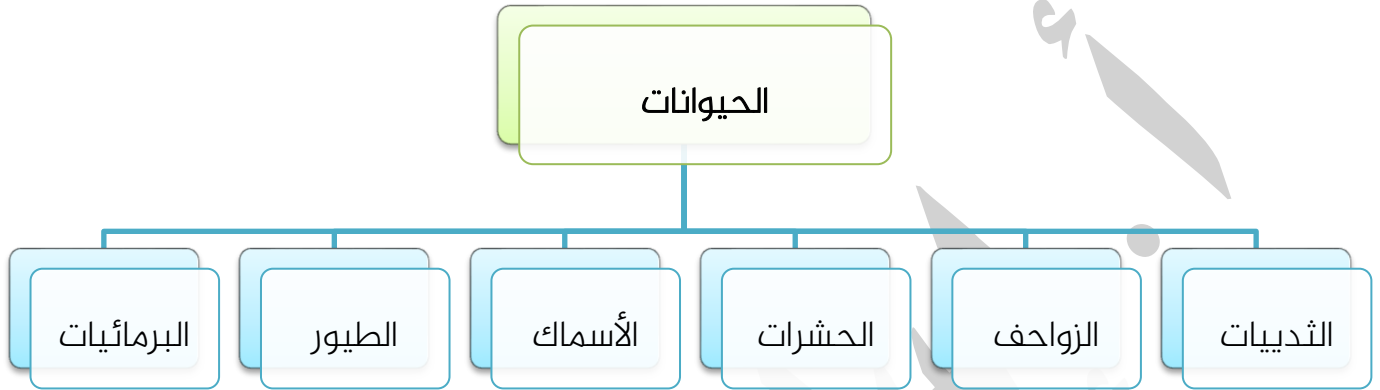 الحيوانات
الثدييات
الزواحف
الحشرات
الأسماك
الطيور
البرمائيات